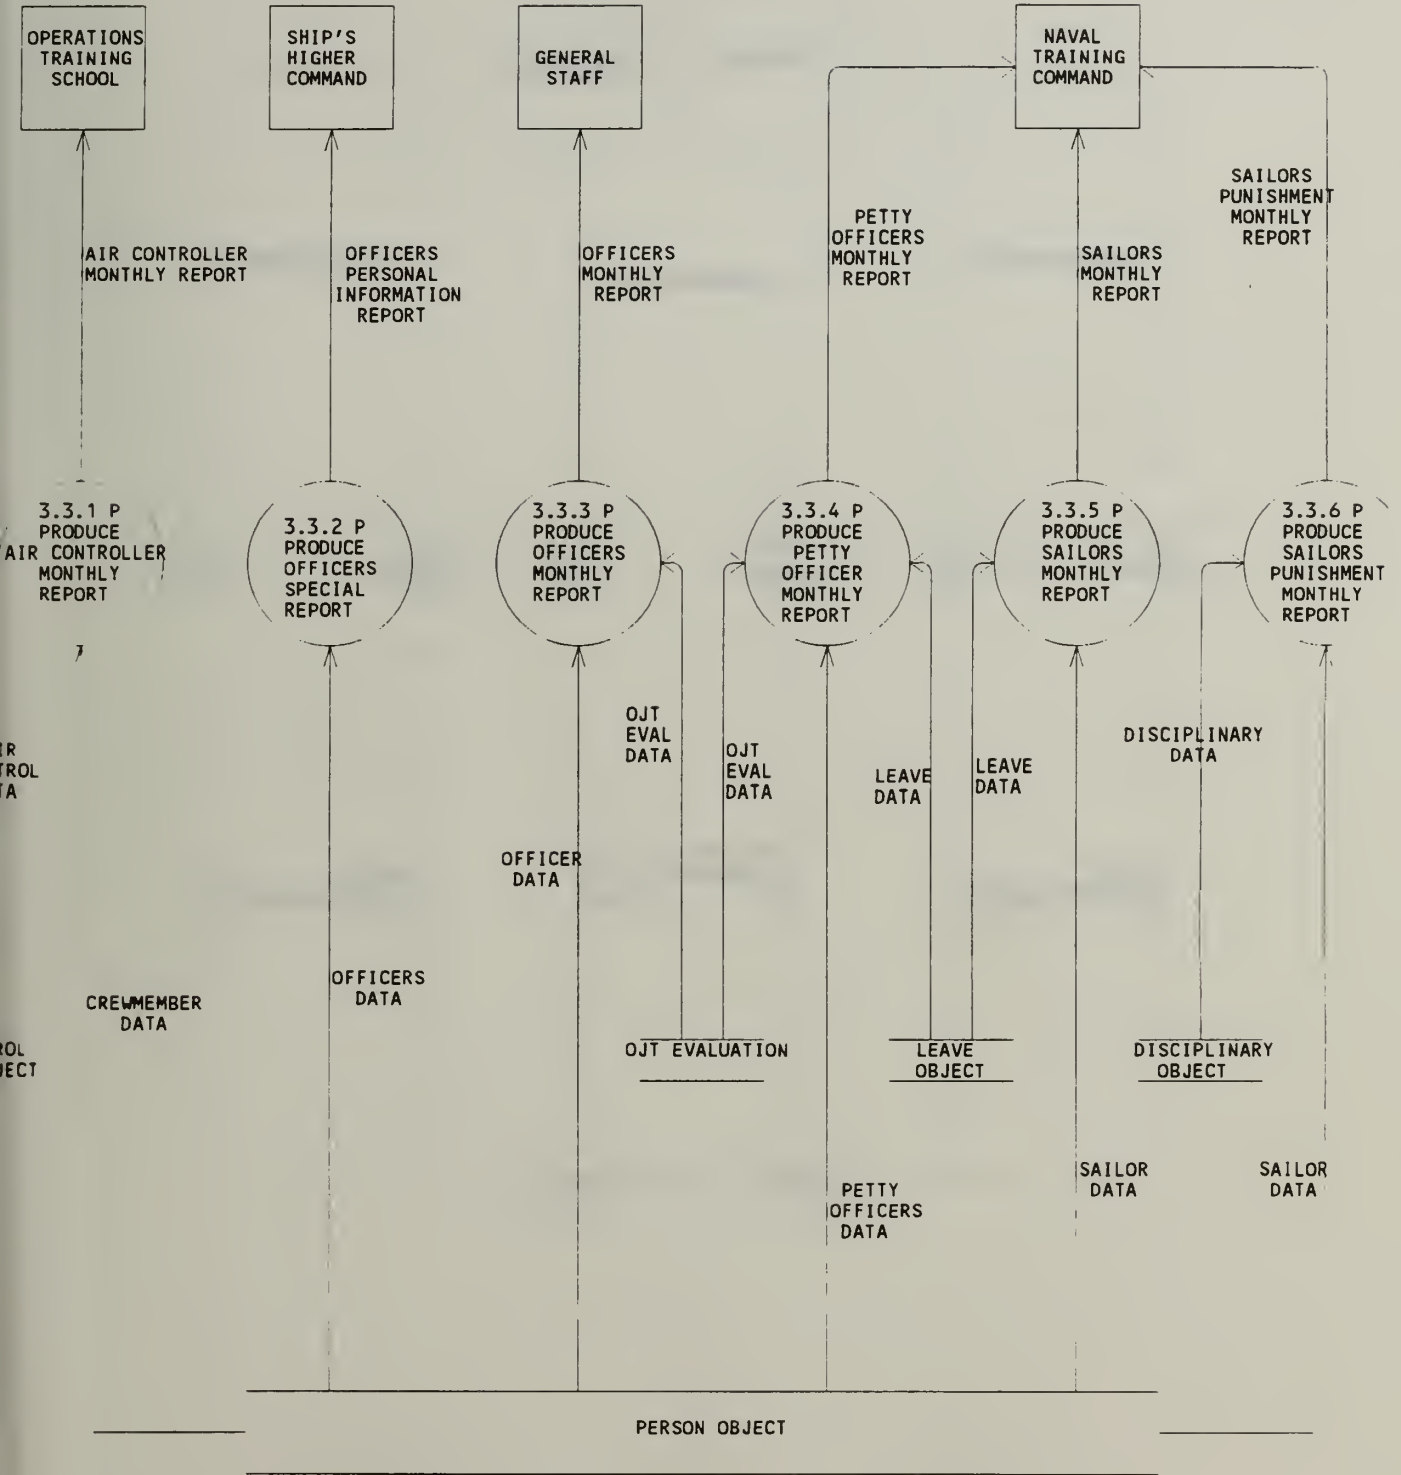 OPERATIONS
TRAINING
SCHOOL
SHIP'S
HIGHER
COMMAND
GENERAL
STAFF
NAVAL
TRAINING
COMMAND
AIR CONTROLLER
MONTHLY REPORT
OFFICERS
PERSONAL
INFORMATION
REPORT
OFFICERS
MONTHLY
REPORT
PETTY
OFFICERS
MONTHLY
REPORT
SAILORS
MONTHLY
REPORT
SAILORS
PUNISHMENT
MONTHLY
REPORT
3.3.1 P
PRODUCE
AIR CONTROLLER
MONTHLY
REPORT
3.3.2 P
PRODUCE
OFFICERS
SPECIAL
REPORT
3.3.3 P
PRODUCE
OFFICERS
MONTHLY
REPORT
3.3.4 P
PRODUCE
PETTY
OFFICER
MONTHLY
REPORT
3.3.5 P
PRODUCE
SAILORS
MONTHLY
REPORT
3.3.6 P
PRODUCE
SAILORS
PUNISHMENT
MONTHLY
REPORT
IR
TROL
TA
OJT
EVAL
DATA
OJT
EVAL
DATA
LEAVE
DATA
LEAVE
DATA
DISCIPLINARY
DATA
OFFICER
DATA
OFFICERS
DATA
CREWMEMBER
DATA
ROL
JECT
OJT EVALUATION
LEAVE
OBJECT
DISCIPLINARY
OBJECT
PETTY
OFFICERS
DATA
SAILOR
DATA
SAILOR
DATA
PERSON OBJECT